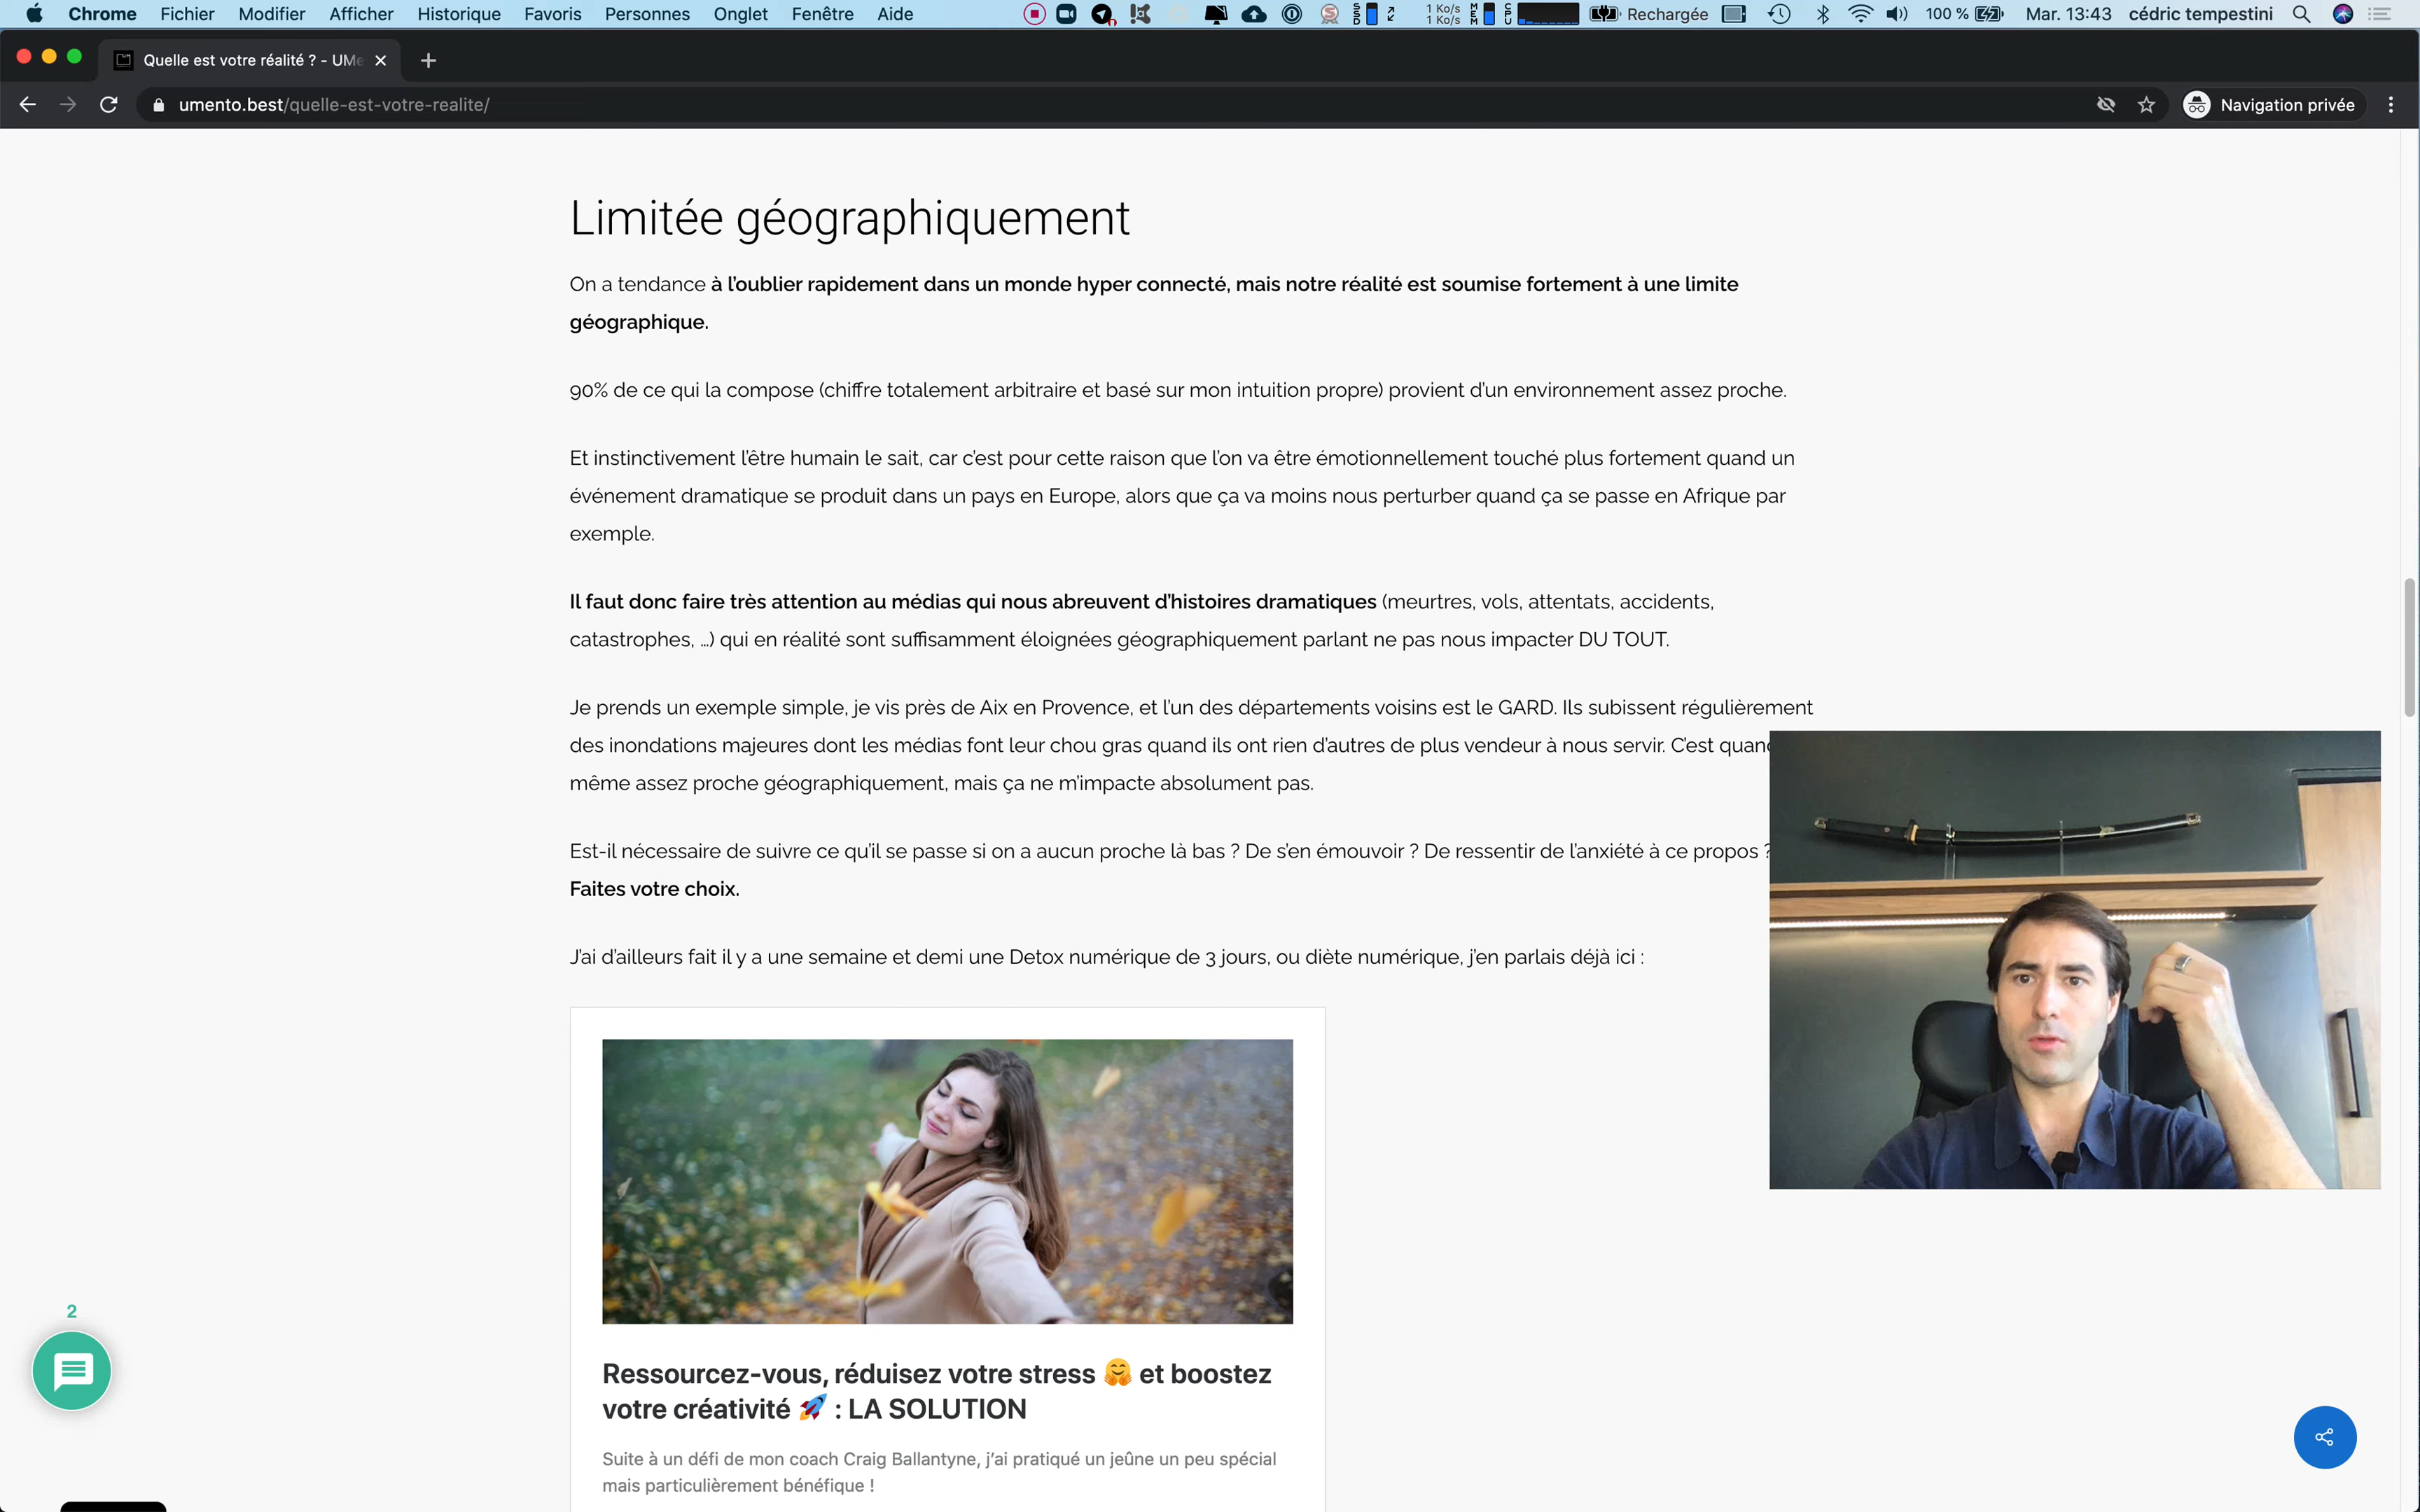 Chrome Fichier Modifier Afficher Historique Favoris Personnes Onglet Fenêtre Aide 1 Ko/s 1 Ko/s Rechargée 100 % Mar. 13:43 cédric tempestini
Quelle est votre réalité ? - UMe
umento.best/quelle-est-votre-realite/ Navigation privée
Limitée géographiquement
On a tendance à l'oublier rapidement dans un monde hyper connecté, mais notre réalité est soumise fortement à une limite
géographique.
90% de ce qui la compose (chiffre totalement arbitraire et basé sur mon intuition propre) provient d'un environnement assez proche.
Et instinctivement l'être humain le sait, car c'est pour cette raison que l'on va être émotionnellement touché plus fortement quand un
événement dramatique se produit dans un pays en Europe, alors que ça va moins nous perturber quand ça se passe en Afrique par
exemple.
Il faut donc faire très attention au médias qui nous abreuvent d'histoires dramatiques (meurtres, vols, attentats, accidents,
catastrophes, …) qui en réalité sont suffisamment éloignées géographiquement parlant ne pas nous impacter DU TOUT.
Je prends un exemple simple, je vis près de Aix en Provence, et l'un des départements voisins est le GARD. Ils subissent régulièrement
des inondations majeures dont les médias font leur chou gras quand ils ont rien d'autres de plus vendeur à nous servir. C'est quand
même assez proche géographiquement, mais ça ne m'impacte absolument pas.
Est-il nécessaire de suivre ce qu'il se passe si on a aucun proche là bas ? De s'en émouvoir ? De ressentir de l'anxiété à ce propos ?
Faites votre choix.
J'ai d'ailleurs fait il y a une semaine et demi une Detox numérique de 3 jours, ou diète numérique, j'en parlais déjà ici :
2
Ressourcez-vous, réduisez votre stress 🤗 et boostez
votre créativité 🚀 : LA SOLUTION
Suite à un défi de mon coach Craig Ballantyne, j'ai pratiqué un jeûne un peu spécial
mais particulièrement bénéfique !